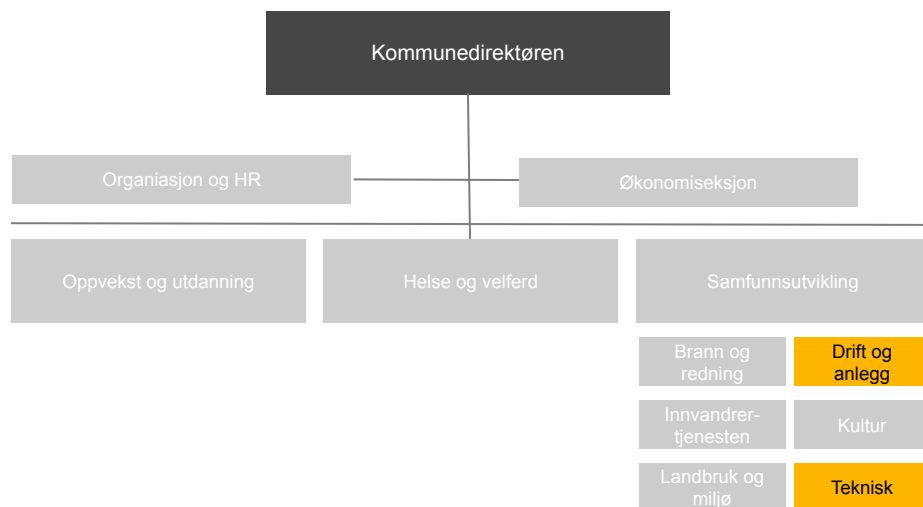 Kommunedirektøren
Organiasjon og HR
Økonomiseksjon
Oppvekst og utdanning
Helse og velferd
Samfunnsutvikling
Brann og
redning
Drift og
anlegg
Innvandrer-
tjenesten
Kultur
Landbruk og
miljø
Teknisk